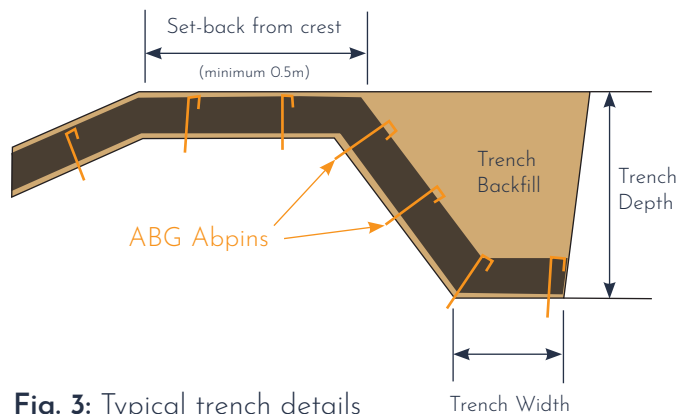 Set-back from crest
(minimum 0.5m)
Trench
Backfill
Trench
Depth
ABG Abpins
Trench Width
Fig. 3: Typical trench details